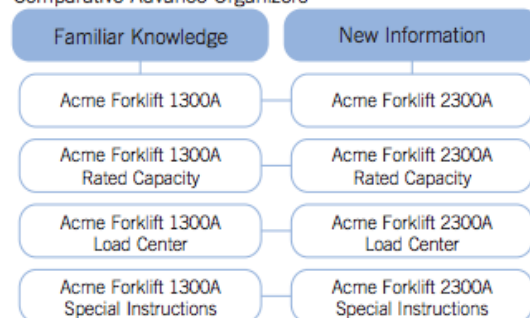 Comparative Advance Organizers
Familiar Knowledge
New Information
Acme Forklift 1300A
Acme Forklift 2300A
Acme Forklift 1300A
Rated Capacity
Acme Forklift 2300A
Rated Capacity
Acme Forklift 1300A
Load Center
Acme Forklift 2300A
Load Center
Acme Forklift 1300A
Special Instructions
Acme Forklift 2300A
Special Instructions